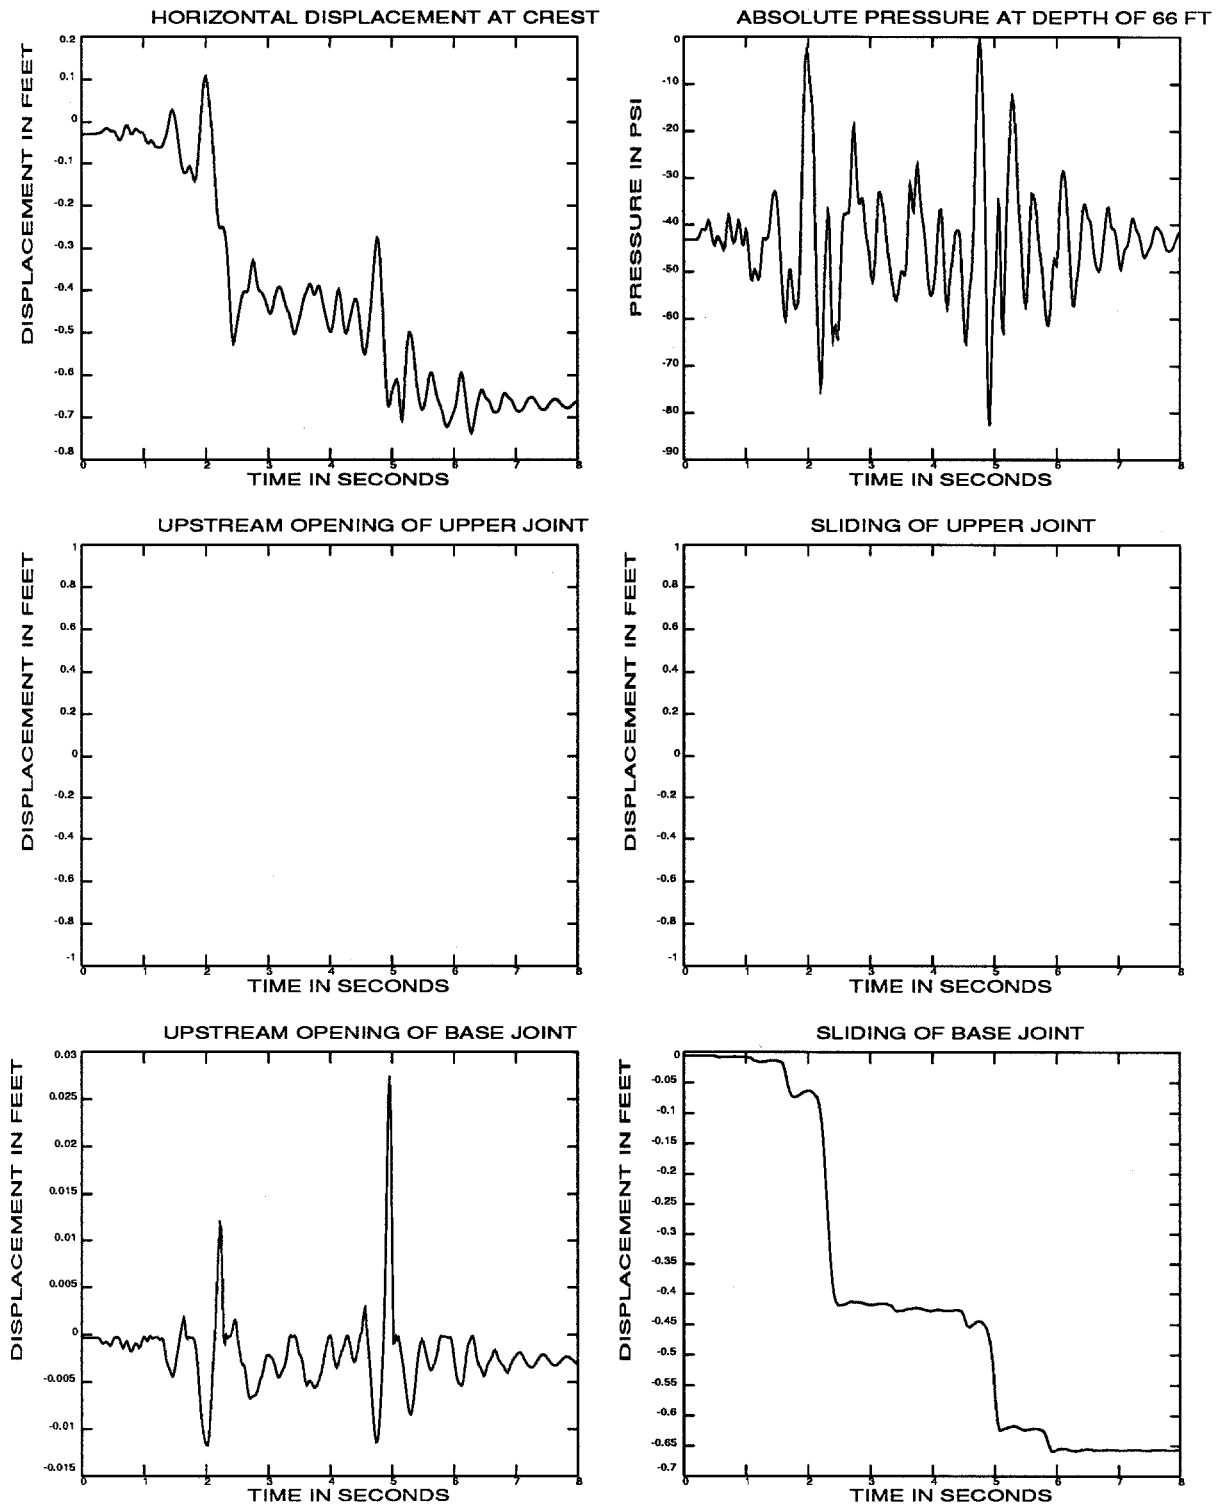 HORIZONTAL DISPLACEMENT AT CREST
DISPLACEMENT IN FEET
0.2
0.1
0
-0.1
-0.2
-0.3
-0.4
-0.5
-0.6
-0.7
-0.8
0 1 2 3 4 5 6 7 8
TIME IN SECONDS
ABSOLUTE PRESSURE AT DEPTH OF 66 FT
PRESSURE IN PSI
0
-10
-20
-30
-40
-50
-60
-70
-80
-90
0 1 2 3 4 5 6 7 8
TIME IN SECONDS
UPSTREAM OPENING OF UPPER JOINT
DISPLACEMENT IN FEET
1
0.8
0.6
0.4
0.2
0
-0.2
-0.4
-0.6
-0.8
-1
0 1 2 3 4 5 6 7 8
TIME IN SECONDS
SLIDING OF UPPER JOINT
DISPLACEMENT IN FEET
1
0.8
0.6
0.4
0.2
0
-0.2
-0.4
-0.6
-0.8
-1
0 1 2 3 4 5 6 7 8
TIME IN SECONDS
UPSTREAM OPENING OF BASE JOINT
DISPLACEMENT IN FEET
0.03
0.025
0.02
0.015
0.01
0.005
0
-0.005
-0.01
-0.015
0 1 2 3 4 5 6 7 8
TIME IN SECONDS
SLIDING OF BASE JOINT
DISPLACEMENT IN FEET
0
-0.05
-0.1
-0.15
-0.2
-0.25
-0.3
-0.35
-0.4
-0.45
-0.5
-0.55
-0.6
-0.65
-0.7
0 1 2 3 4 5 6 7 8
TIME IN SECONDS